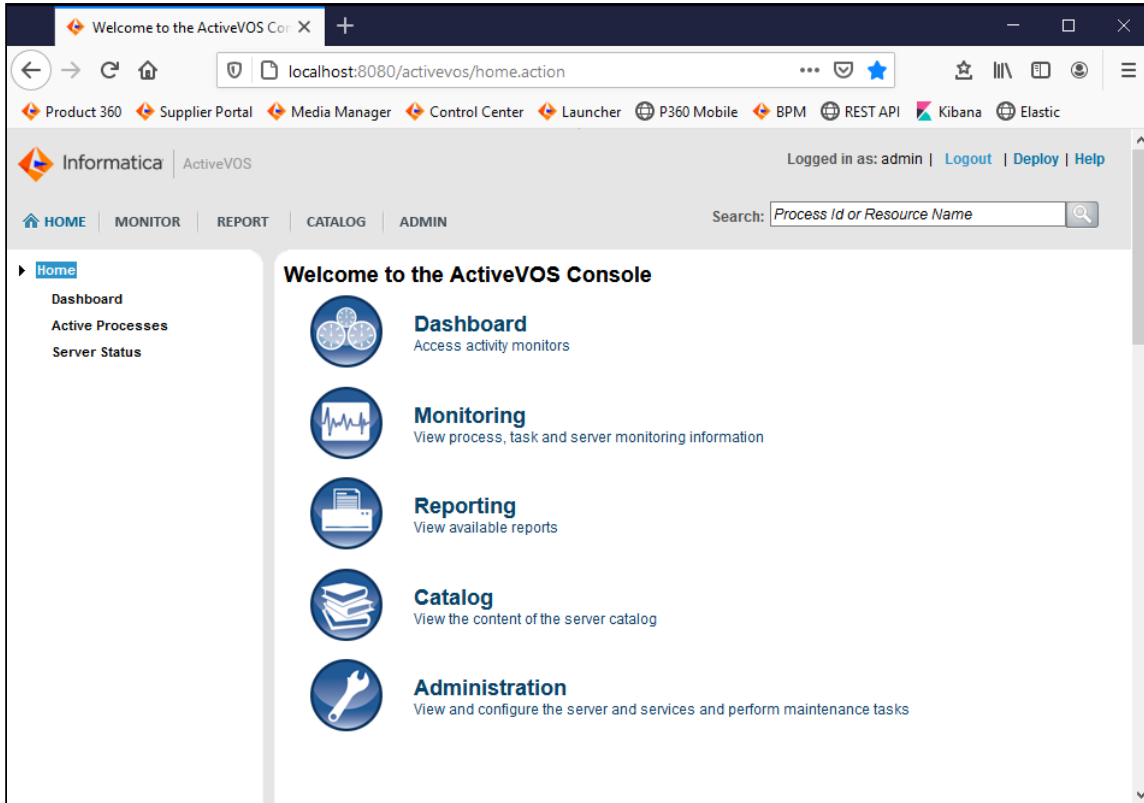 Welcome to the ActiveVOS Con
localhost:8080/activevos/home.action
Product 360 Supplier Portal Media Manager Control Center Launcher P360 Mobile BPM REST API Kibana Elastic
Informatica ActiveVOS
Logged in as: admin | Logout | Deploy | Help
HOME MONITOR REPORT CATALOG ADMIN
Search: Process Id or Resource Name
Home
Dashboard
Active Processes
Server Status
Welcome to the ActiveVOS Console
Dashboard
Access activity monitors
Monitoring
View process, task and server monitoring information
Reporting
View available reports
Catalog
View the content of the server catalog
Administration
View and configure the server and services and perform maintenance tasks